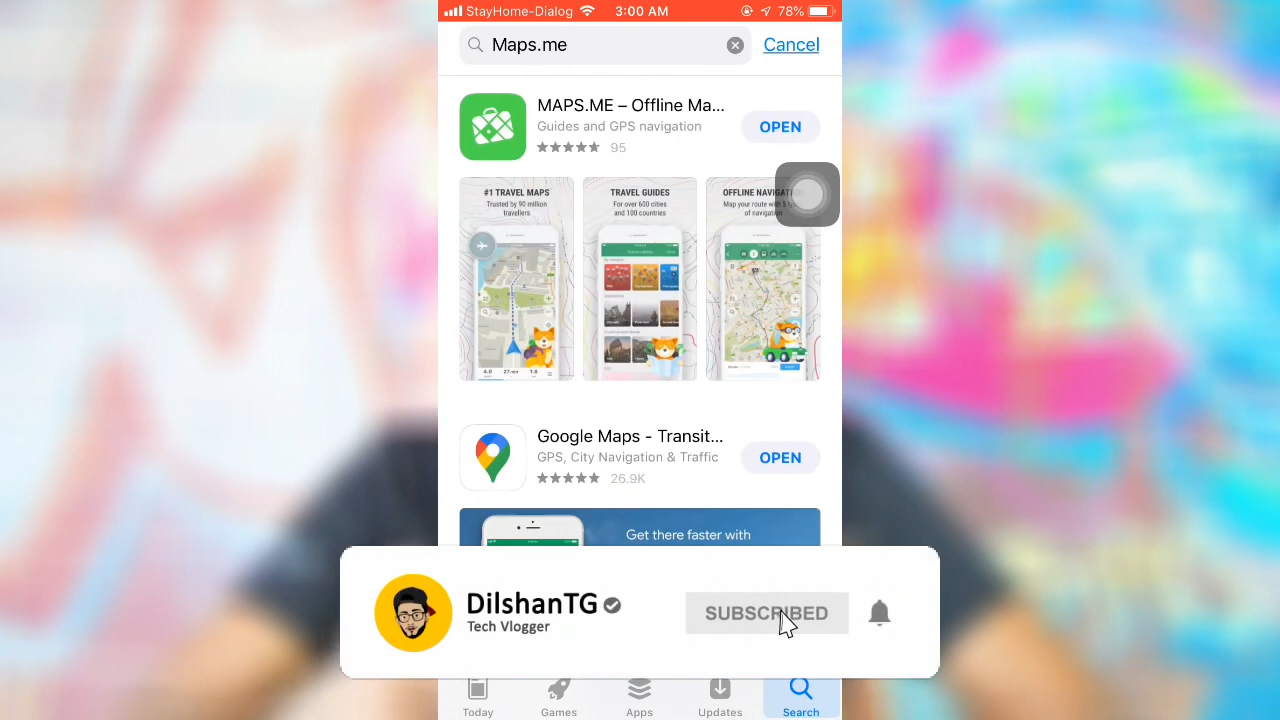 StayHome-Dialog
3:00 AM
78%
Maps.me
Cancel
MAPS.ME – Offline Ma...
Guides and GPS navigation
OPEN
95
#1 TRAVEL MAPS
Trusted by 90 million
travellers
TRAVEL GUIDES
For over 600 cities
and 100 countries
OFFLINE NAVIGAT
Map your route with
of navigation
Google Maps - Transit...
GPS, City Navigation & Traffic
OPEN
26.9K
Get there faster with
DilshanTG
Tech Vlogger
SUBSCRIBED
Today
Games
Apps
Updates
Search